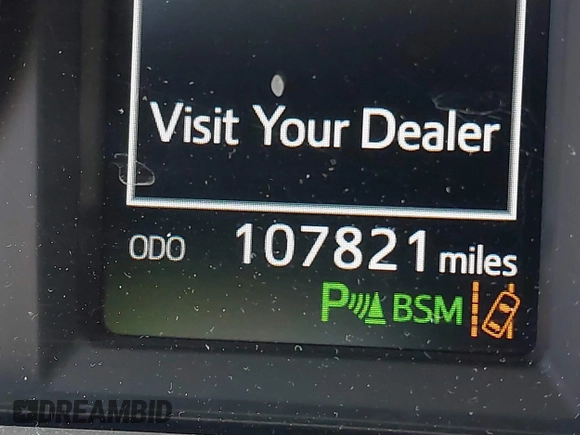 Visit Your Dealer
ODO 107821 miles
P BSM
DREAMBID